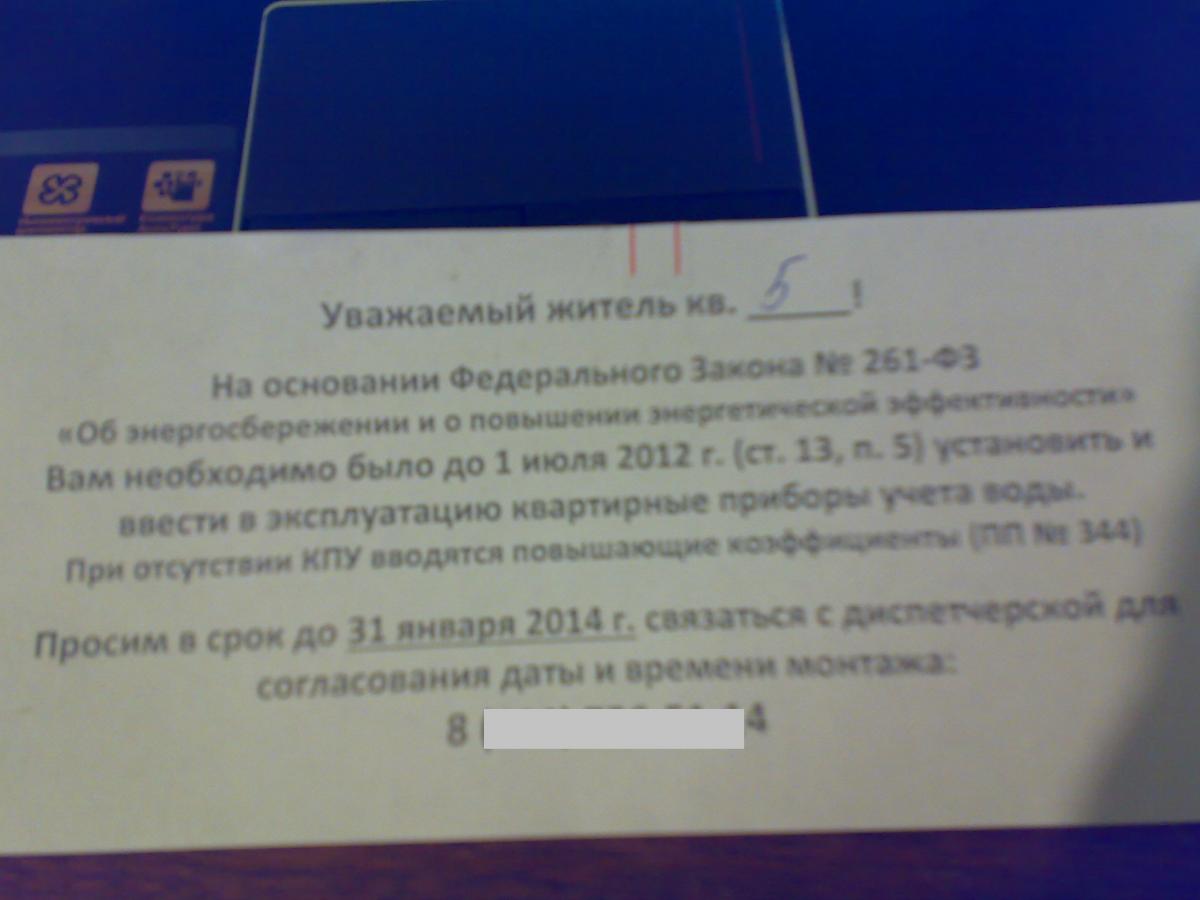 Уважаемый житель кв. 5!
На основании Федерального Закона № 261-ФЗ
«Об энергосбережении и о повышении энергетической эффективности»
Вам необходимо было до 1 июля 2012 г. (ст. 13, п. 5) установить и
ввести в эксплуатацию квартирные приборы учета воды.
При отсутствии КПУ вводятся повышающие коэффициенты (ПП № 344)
Просим в срок до 31 января 2014 г. связаться с диспетчерской для
согласования даты и времени монтажа:
8 ( 4